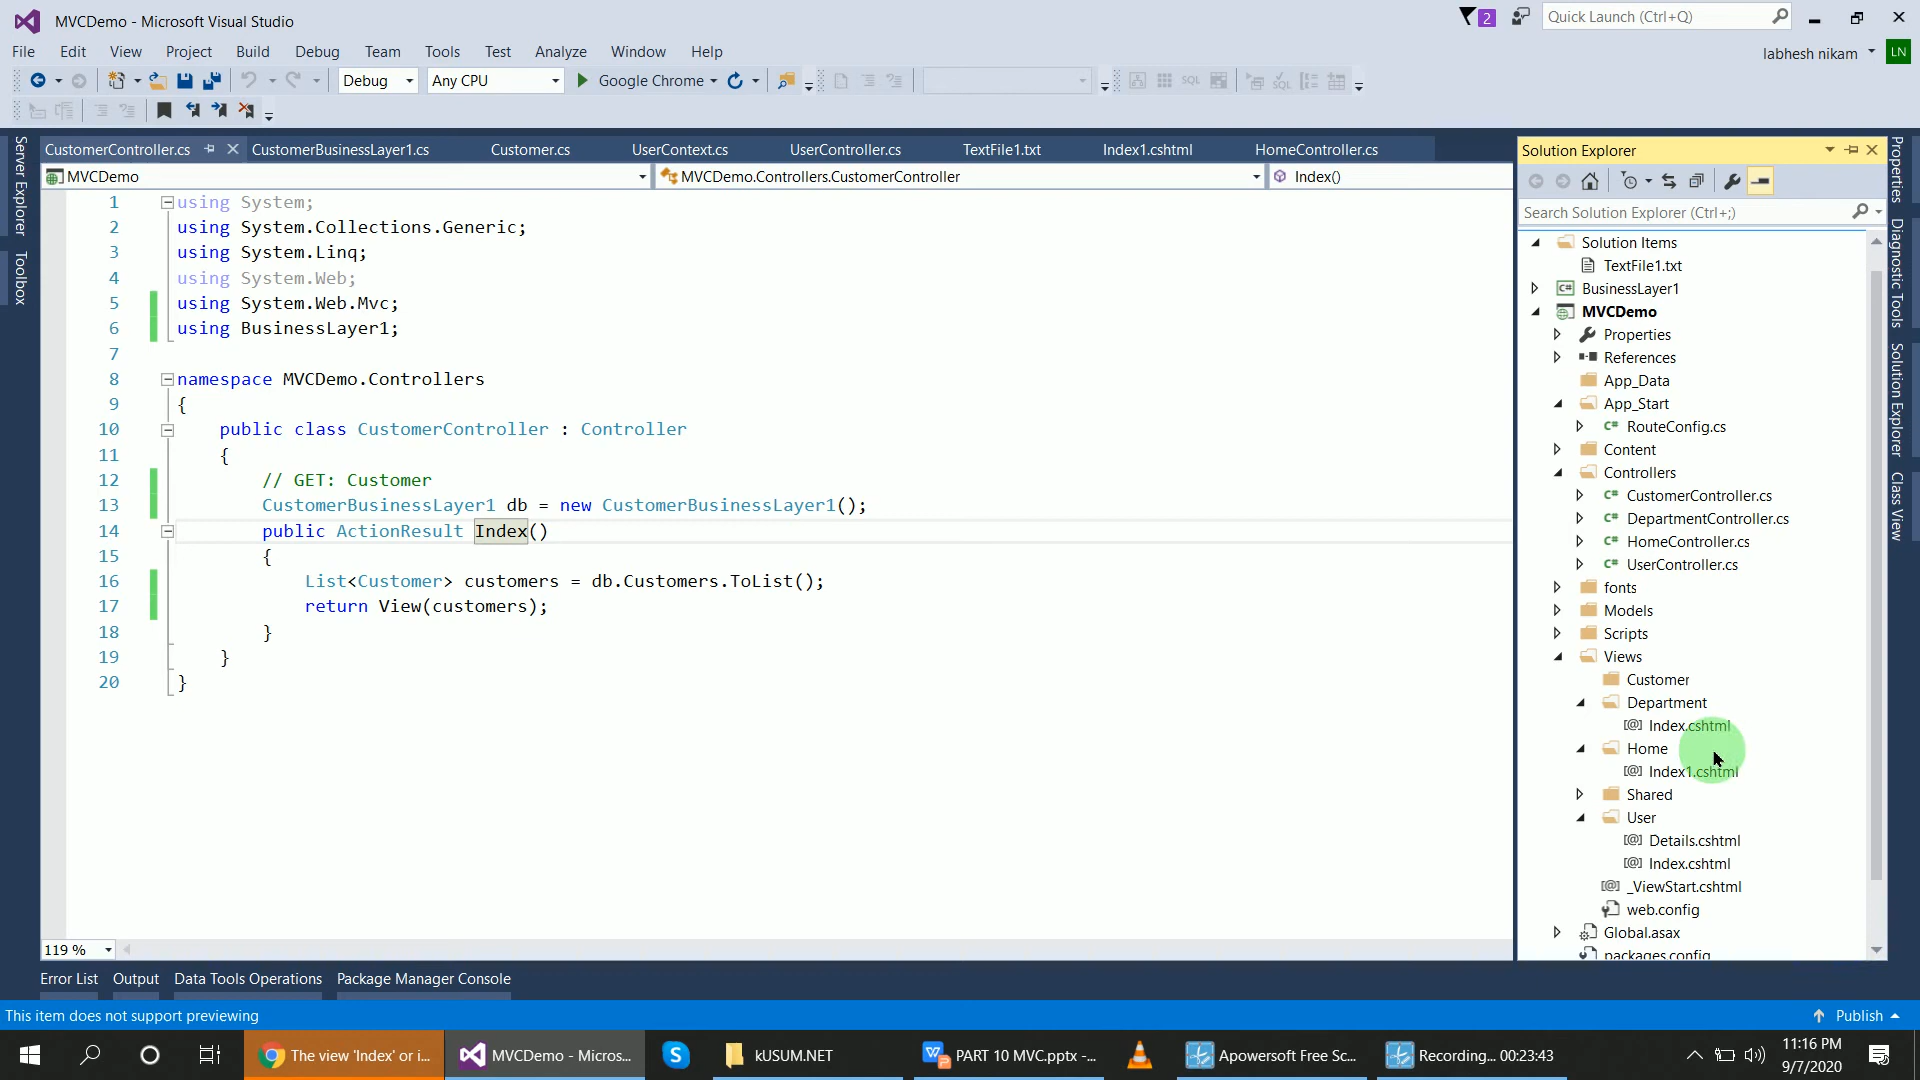 MVCDemo - Microsoft Visual Studio
2
Quick Launch (Ctrl+Q)
File Edit View Project Build Debug Team Tools Test Analyze Window Help
labhesh nikam LN
Debug Any CPU Google Chrome
SQL
Server Explorer
Toolbox
CustomerController.cs CustomerBusinessLayer1.cs Customer.cs UserContext.cs UserController.cs TextFile1.txt Index1.cshtml HomeController.cs
MVCDemo MVCDemo.Controllers.CustomerController Index()
1 using System;
2 using System.Collections.Generic;
3 using System.Linq;
4 using System.Web;
5 using System.Web.Mvc;
6 using BusinessLayer1;
7
8 namespace MVCDemo.Controllers
9 {
10 public class CustomerController : Controller
11 {
12 // GET: Customer
13 CustomerBusinessLayer1 db = new CustomerBusinessLayer1();
14 public ActionResult Index()
15 {
16 List<Customer> customers = db.Customers.ToList();
17 return View(customers);
18 }
19 }
20 }
119 %
Solution Explorer
Search Solution Explorer (Ctrl+;)
Solution Items
TextFile1.txt
BusinessLayer1
MVCDemo
Properties
References
App_Data
App_Start
RouteConfig.cs
Content
Controllers
CustomerController.cs
DepartmentController.cs
HomeController.cs
UserController.cs
fonts
Models
Scripts
Views
Customer
Department
Index.cshtml
Home
Index1.cshtml
Shared
User
Details.cshtml
Index.cshtml
_ViewStart.cshtml
web.config
Global.asax
packages.config
Properties
Diagnostic Tools
Solution Explorer
Class View
Error List Output Data Tools Operations Package Manager Console
This item does not support previewing
Publish
The view 'Index' or i...
MVCDemo - Micros...
kUSUM.NET
PART 10 MVC.pptx -...
Apowersoft Free Sc...
Recording... 00:23:43
11:16 PM
9/7/2020